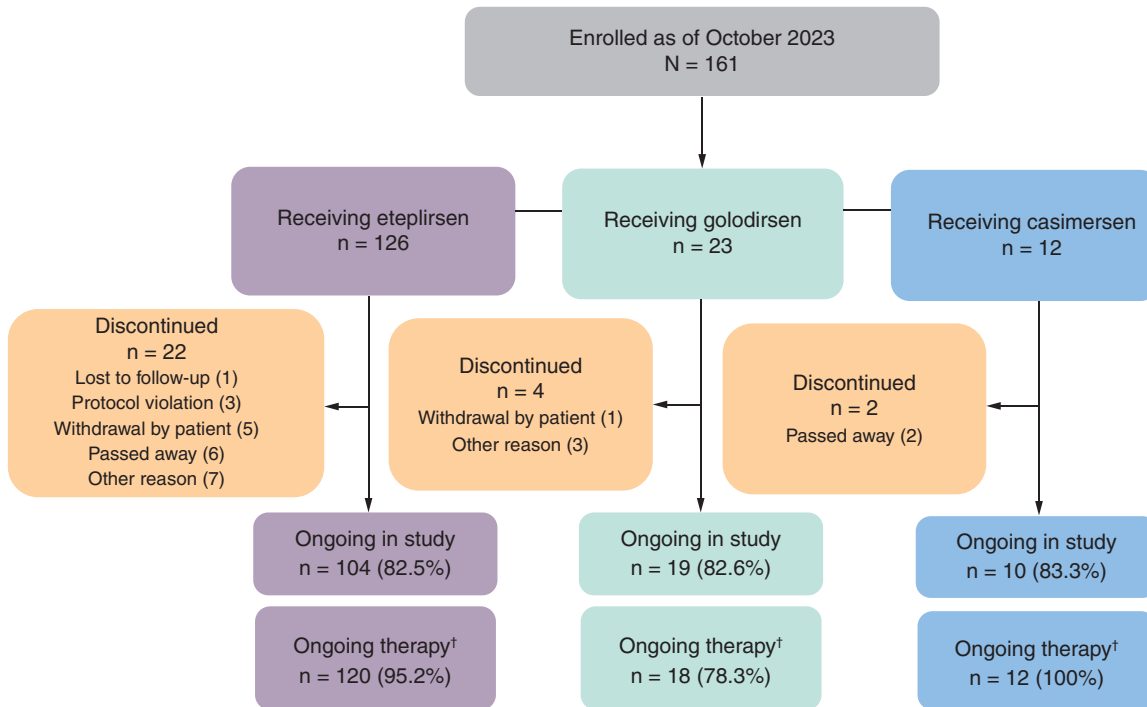 Enrolled as of October 2023
N = 161
Receiving eteplirsen
n = 126
Receiving golodirsen
n = 23
Receiving casimersen
n = 12
Discontinued
n = 22
Lost to follow-up (1)
Protocol violation (3)
Withdrawal by patient (5)
Passed away (6)
Other reason (7)
Discontinued
n = 4
Withdrawal by patient (1)
Other reason (3)
Discontinued
n = 2
Passed away (2)
Ongoing in study
n = 104 (82.5%)
Ongoing in study
n = 19 (82.6%)
Ongoing in study
n = 10 (83.3%)
Ongoing therapy†
n = 120 (95.2%)
Ongoing therapy†
n = 18 (78.3%)
Ongoing therapy†
n = 12 (100%)